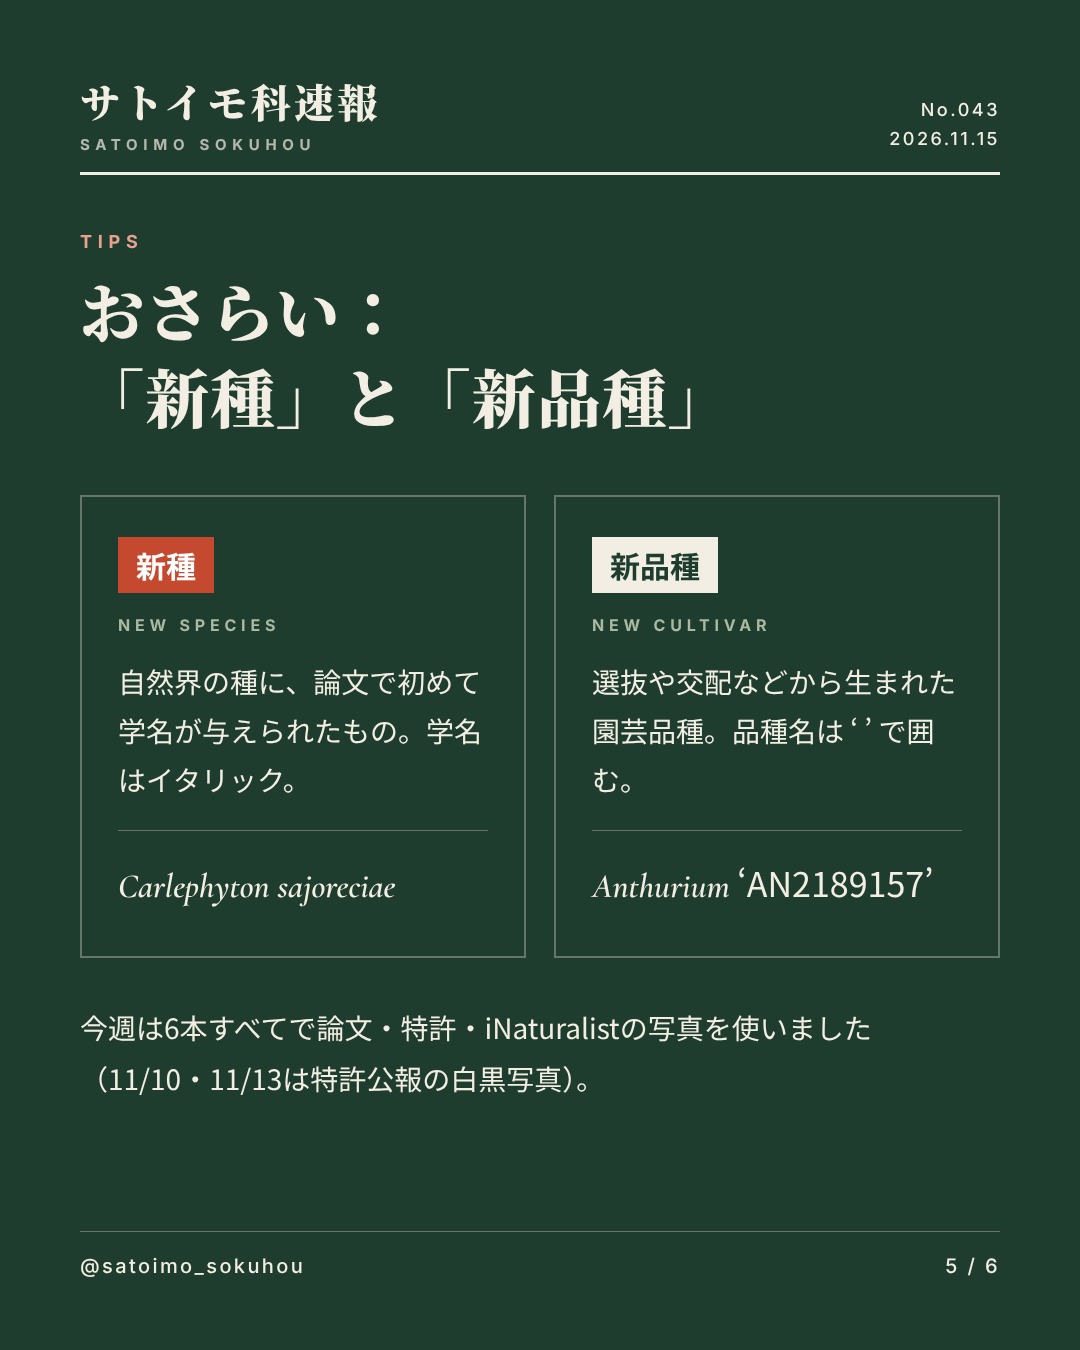 サトイモ科速報
SATOIMO SOKUHOU
No.043
2026.11.15
TIPS
おさらい：
「新種」と「新品種」
新種
NEW SPECIES
自然界の種に、論文で初めて
学名が与えられたもの。学名
はイタリック。
Carlephyton sajoreciae
新品種
NEW CULTIVAR
選抜や交配などから生まれた
園芸品種。品種名は ‘ ’ で囲
む。
Anthurium ‘AN2189157’
今週は6本すべてで論文・特許・iNaturalistの写真を使いました
（11/10・11/13は特許公報の白黒写真）。
@satoimo_sokuhou
5 / 6